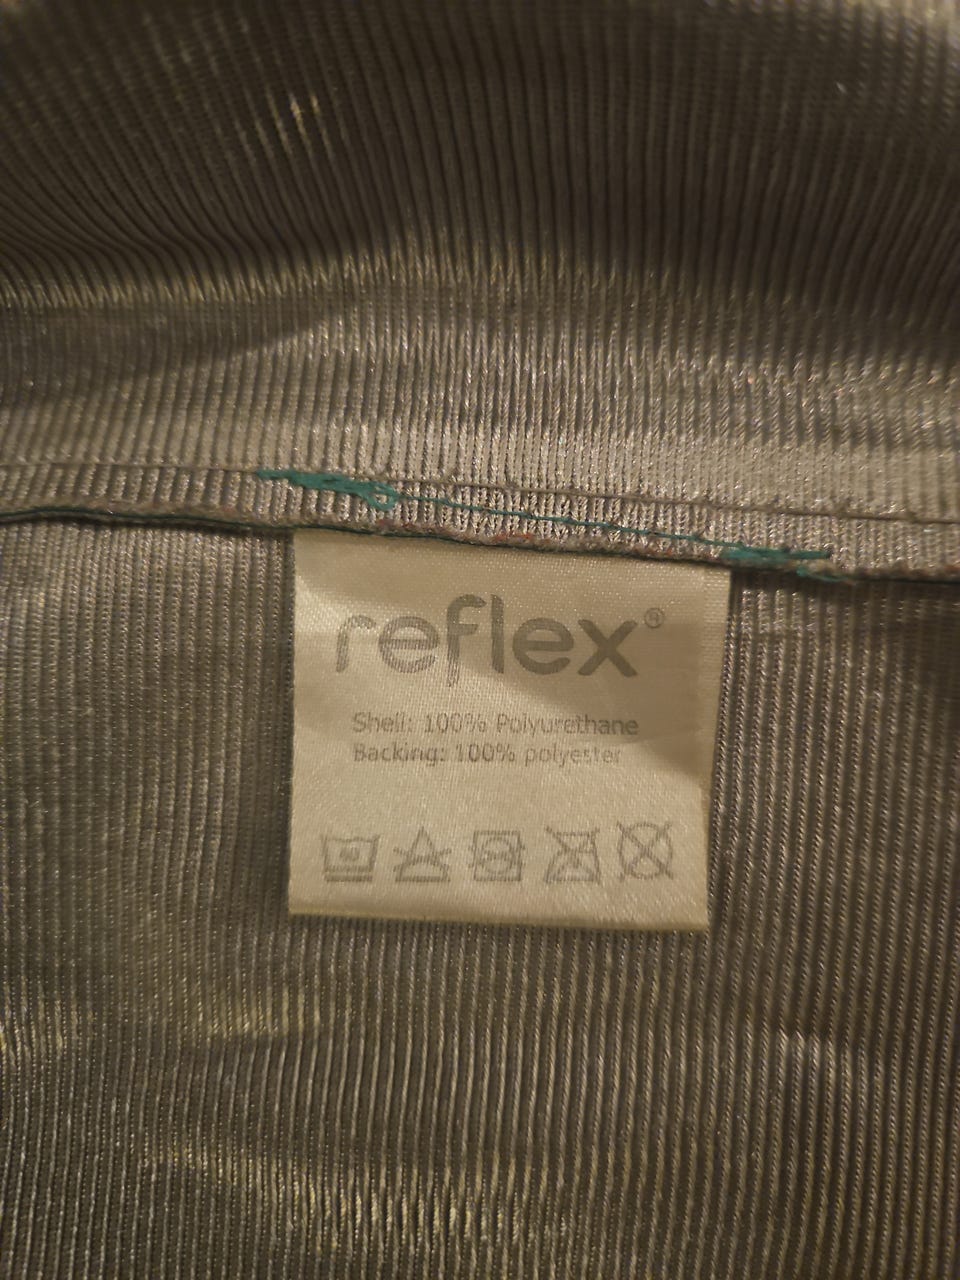 reflex®
Shell: 100% Polyurethane
Backing: 100% polyester